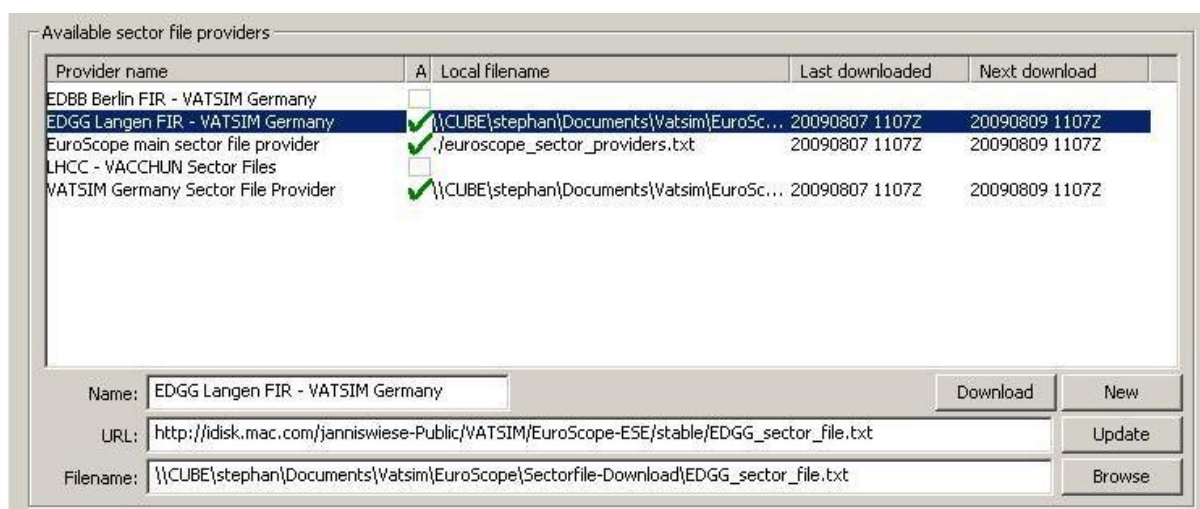 Available sector file providers
Provider name A Local filename Last downloaded Next download
EDBB Berlin FIR - VATSIM Germany
EDGG Langen FIR - VATSIM Germany \\CUBE\stephan\Documents\Vatsim\EuroSc... 20090807 1107Z 20090809 1107Z
EuroScope main sector file provider ./euroscope_sector_providers.txt 20090807 1107Z 20090809 1107Z
LHCC - VACCHUN Sector Files
VATSIM Germany Sector File Provider \\CUBE\stephan\Documents\Vatsim\EuroSc... 20090807 1107Z 20090809 1107Z
Name: EDGG Langen FIR - VATSIM Germany Download New
URL: http://idisk.mac.com/janniswiese-Public/VATSIM/EuroScope-ESE/stable/EDGG_sector_file.txt Update
Filename: \\CUBE\stephan\Documents\Vatsim\EuroScope\Sectorfile-Download\EDGG_sector_file.txt Browse